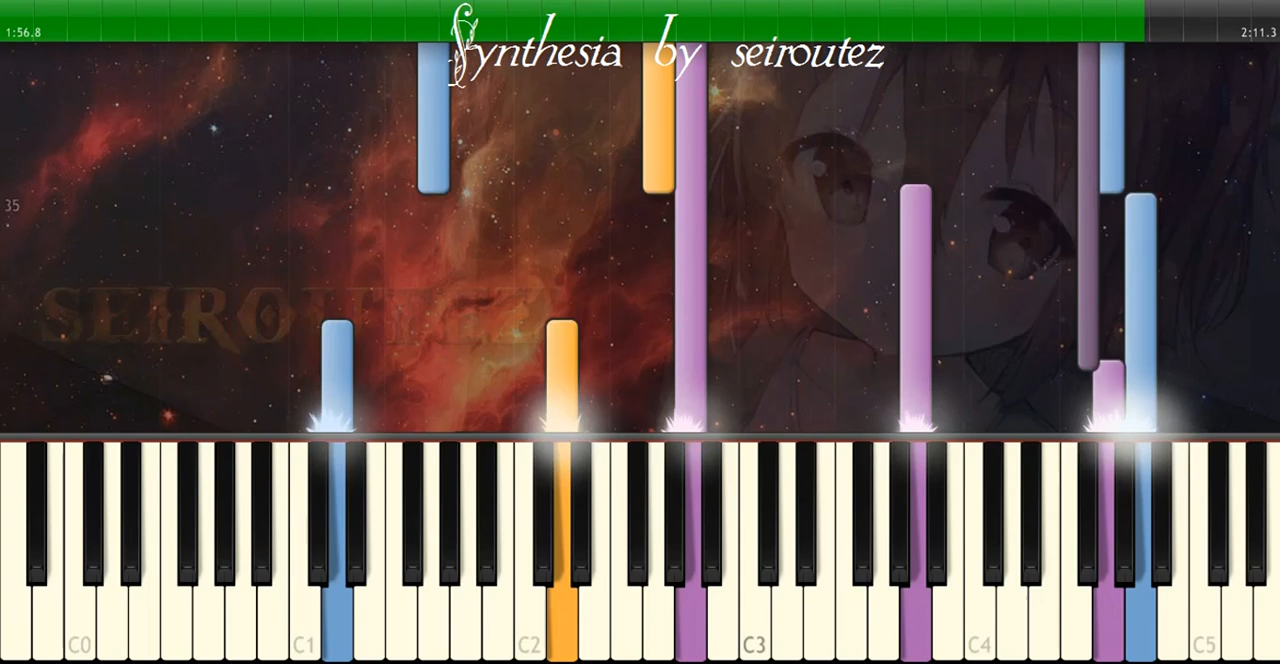 1:56.8
2:11.3
Synthesia by seiroutez
35
SEIROUTEZ
C0 C1 C2 C3 C4 C5